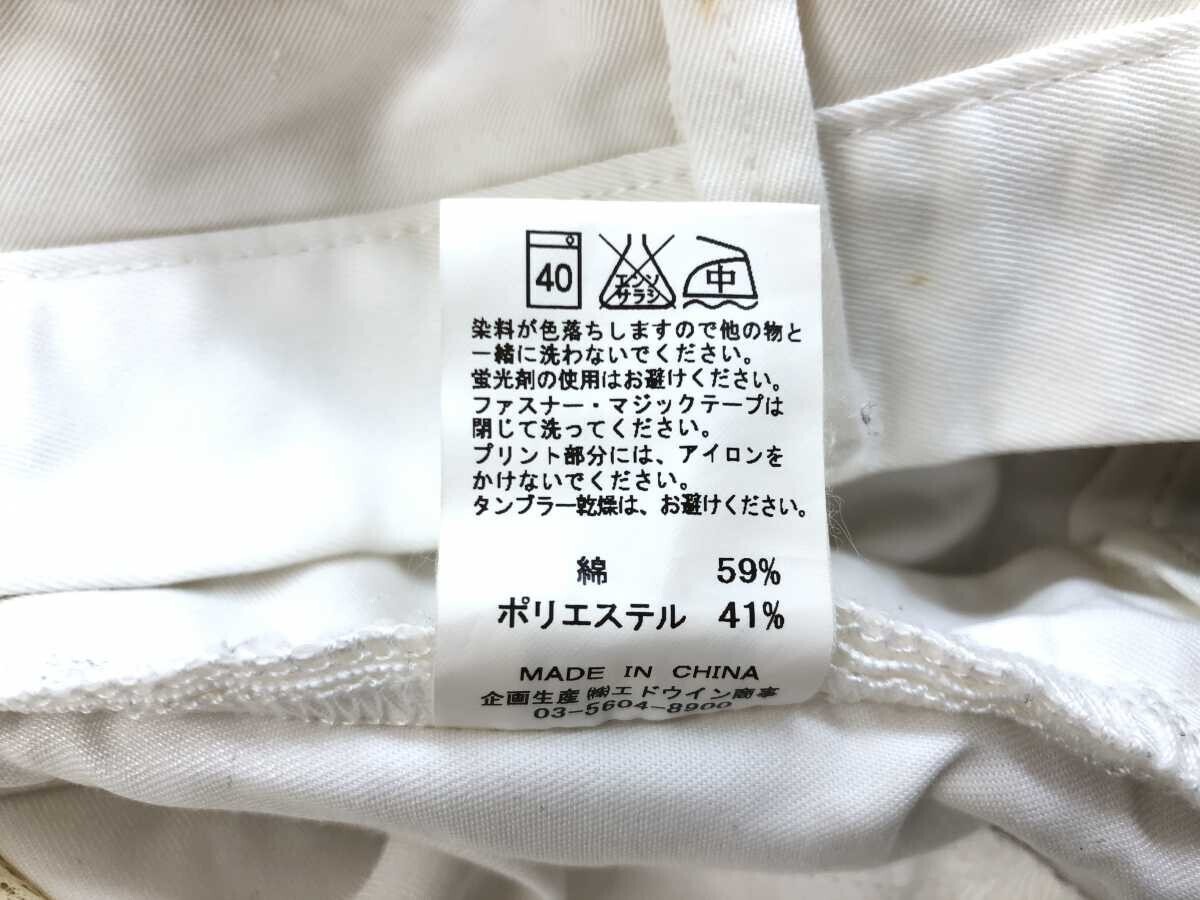 40
エンソ
サラシ
中
染料が色落ちしますので他の物と
一緒に洗わないでください。
蛍光剤の使用はお避けください。
ファスナー・マジックテープは
閉じて洗ってください。
プリント部分には、アイロンを
かけないでください。
タンブラー乾燥は、お避けください。
綿 59%
ポリエステル 41%
MADE IN CHINA
企画生産㈱エドウイン商事
03-5604-8900